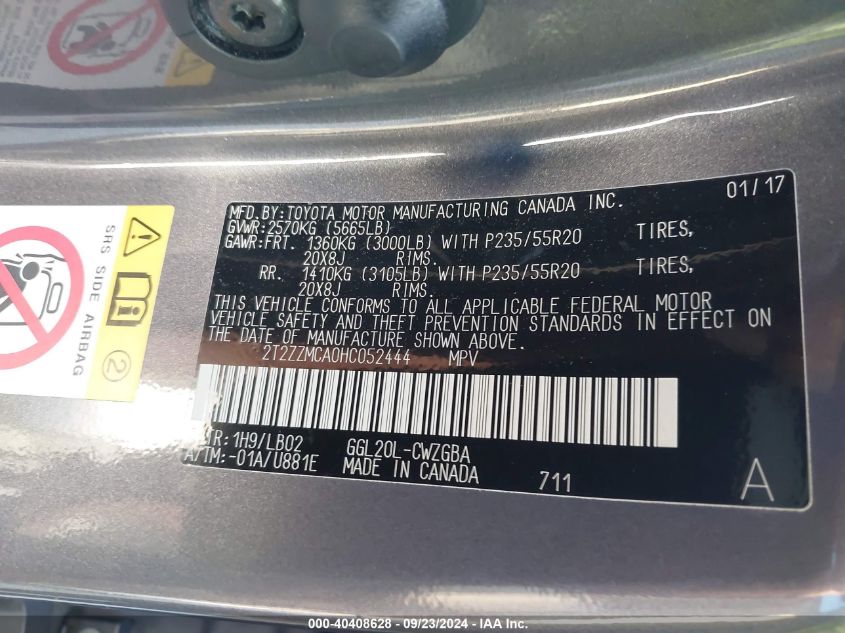 MFD.BY:TOYOTA MOTOR MANUFACTURING CANADA INC. 01/17
GVWR:2570KG (5665LB)
GAWR:FRT. 1360KG (3000LB) WITH P235/55R20 TIRES,
20X8J RIMS.
RR. 1410KG (3105LB) WITH P235/55R20 TIRES,
20X8J RIMS.
THIS VEHICLE CONFORMS TO ALL APPLICABLE FEDERAL MOTOR
VEHICLE SAFETY AND THEFT PREVENTION STANDARDS IN EFFECT ON
THE DATE OF MANUFACTURE SHOWN ABOVE.
2T2ZZMCA0HC052444 MPV
TR:1H9/LB02 GGL20L-CWZGBA
A/TM:-01A/U881E MADE IN CANADA 711 A
SRS SIDE AIRBAG
2
000-40408628 - 09/23/2024 - IAA Inc.